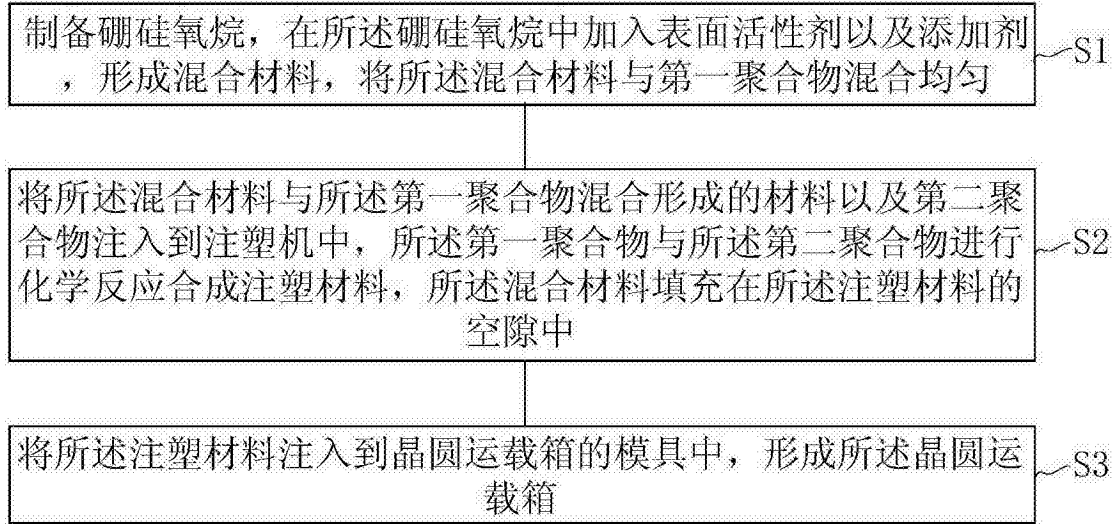 制备硼硅氧烷，在所述硼硅氧烷中加入表面活性剂以及添加剂
，形成混合材料，将所述混合材料与第一聚合物混合均匀
S1
将所述混合材料与所述第一聚合物混合形成的材料以及第二聚
合物注入到注塑机中，所述第一聚合物与所述第二聚合物进行
化学反应合成注塑材料，所述混合材料填充在所述注塑材料的
空隙中
S2
将所述注塑材料注入到晶圆运载箱的模具中，形成所述晶圆运
载箱
S3